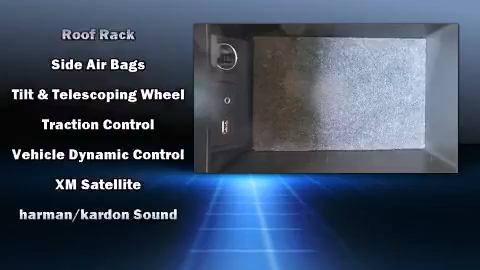 Roof Rack
Side Air Bags
Tilt & Telescoping Wheel
Traction Control
Vehicle Dynamic Control
XM Satellite
harman/kardon Sound